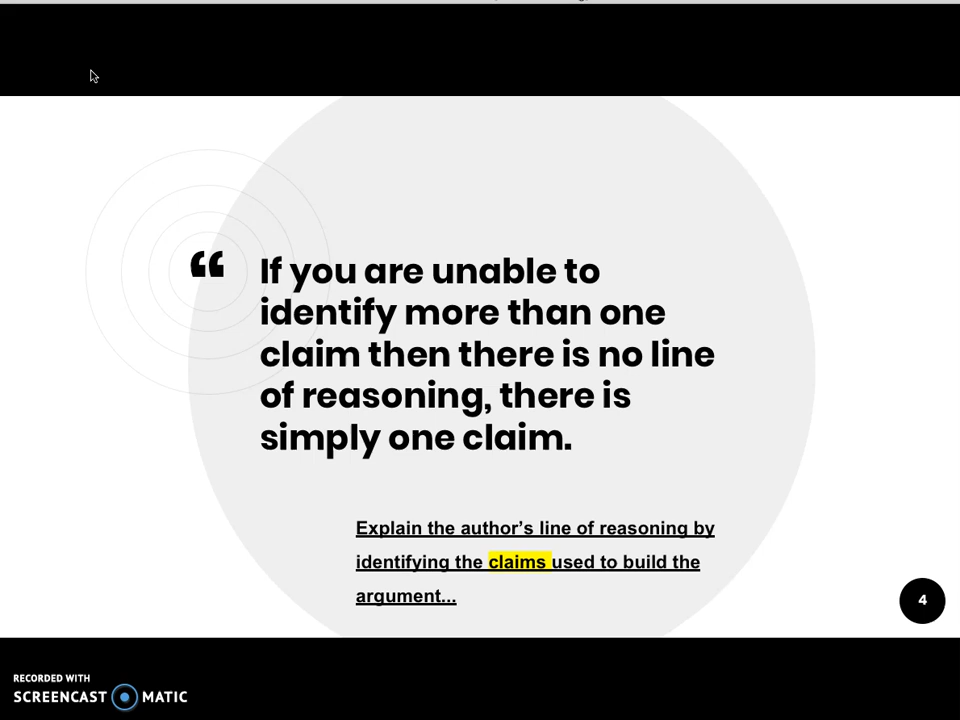 “ If you are unable to
identify more than one
claim then there is no line
of reasoning, there is
simply one claim.
Explain the author’s line of reasoning by
identifying the claims used to build the
argument...
4
RECORDED WITH
SCREENCAST MATIC